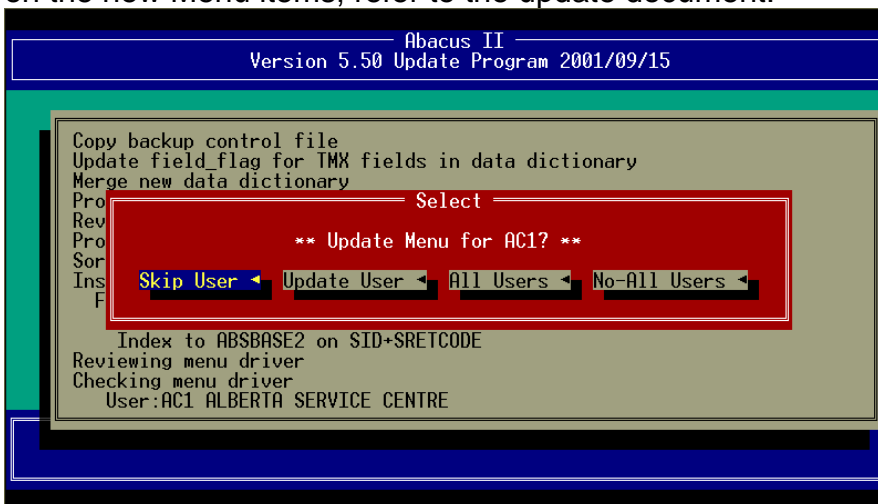 on the new Menu items, refer to the update document.
Abacus II
Version 5.50 Update Program 2001/09/15
Copy backup control file
Update field_flag for TMX fields in data dictionary
Merge new data dictionary
Pro
Rev
Pro
Sor
Ins
F
Select
** Update Menu for AC1? **
Skip User ◄ Update User ◄ All Users ◄ No-All Users ◄
Index to ABSBASE2 on SID+SRETCODE
Reviewing menu driver
Checking menu driver
User:AC1 ALBERTA SERVICE CENTRE